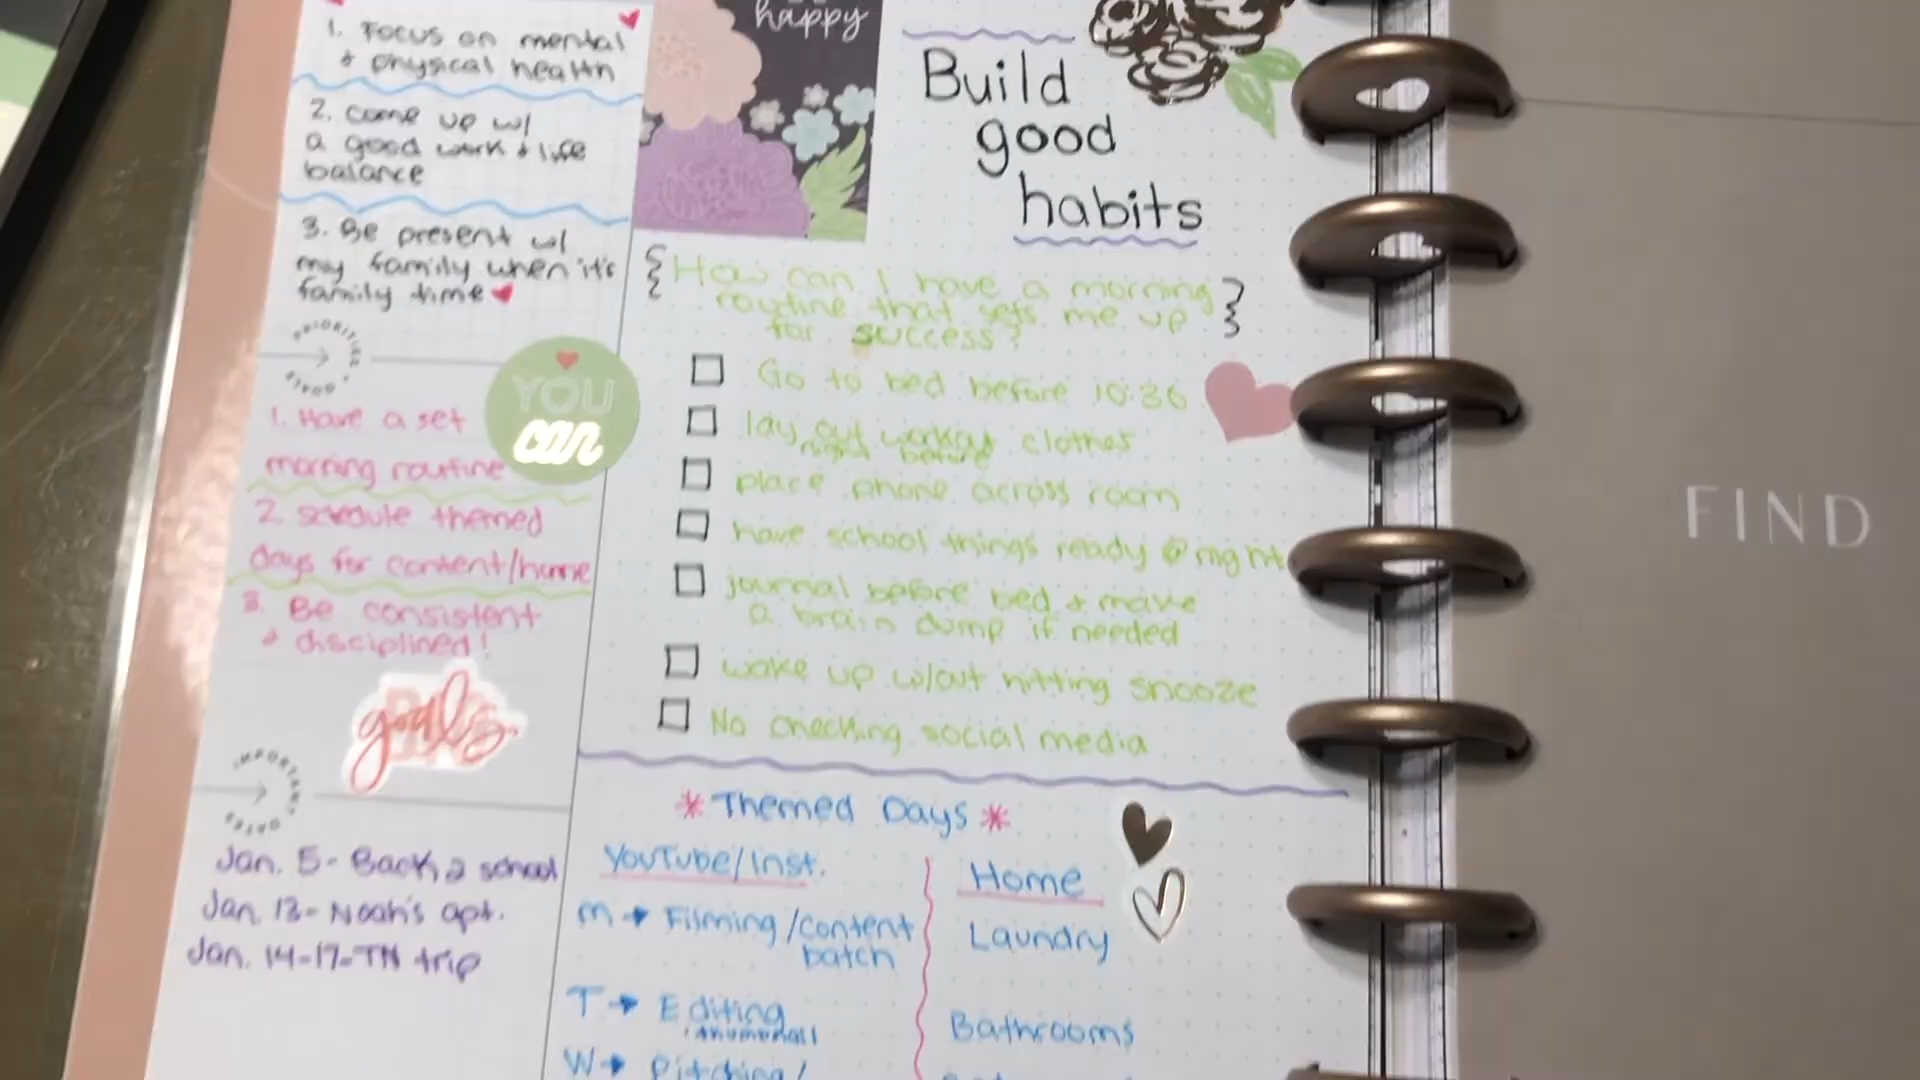 1. Focus on mental
+ physical health
2. come up w/
a good work + life
balance
3. Be present w/
my family when it's
family time
PRIORITIES + GOALS
YOU
can
1. Have a set
morning routine
2. schedule themed
days for content/home
3. Be consistent
+ disciplined!
goals
IMPORTANT DATES
Jan. 5 - Back 2 school
Jan. 13 - Noah's apt.
Jan. 14-17 - TN trip
happy
Build
good
habits
{How can I have a morning
routine that sets me up
for success?}
Go to bed before 10:30
lay out workout clothes
night before
place phone across room
have school things ready @ night
journal before bed + make
a brain dump if needed
wake up w/out hitting snooze
No checking social media
* Themed Days *
YouTube/Inst.
M → Filming/content
batch
T → Editing
W → Pitching/
Home
Laundry
Bathrooms
FIND